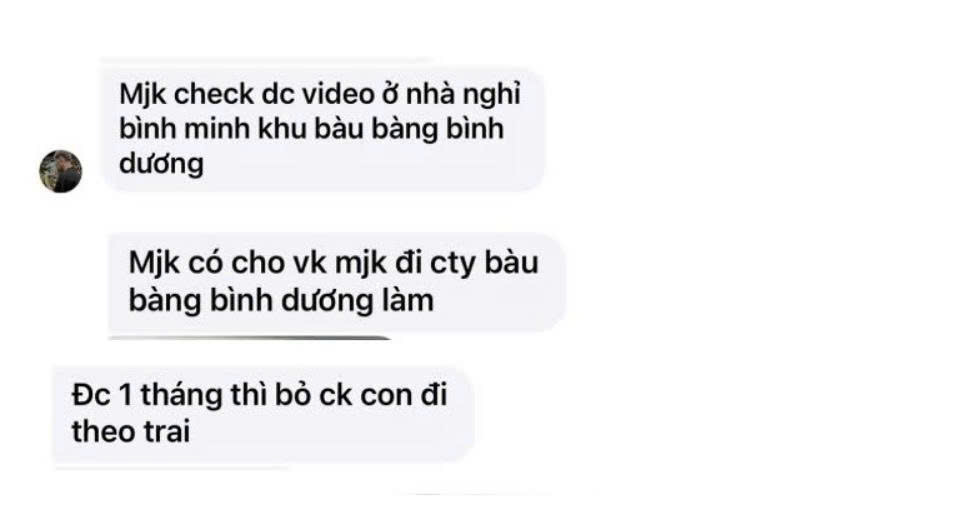 Mjk check dc video ở nhà nghỉ
bình minh khu bàu bàng bình
dương
Mjk có cho vk mjk đi cty bàu
bàng bình dương làm
Đc 1 tháng thì bỏ ck con đi
theo trai